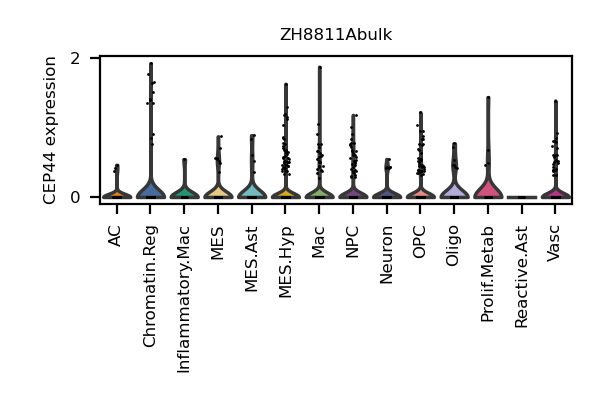 ZH8811Abulk
CEP44 expression
2
0
AC
Chromatin.Reg
Inflammatory.Mac
MES
MES.Ast
MES.Hyp
Mac
NPC
Neuron
OPC
Oligo
Prolif.Metab
Reactive.Ast
Vasc